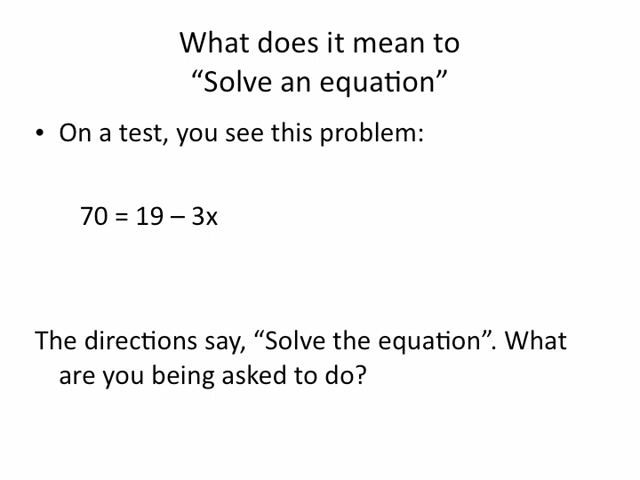 What does it mean to
“Solve an equation”
• On a test, you see this problem:
70 = 19 – 3x
The directions say, “Solve the equation”. What
are you being asked to do?